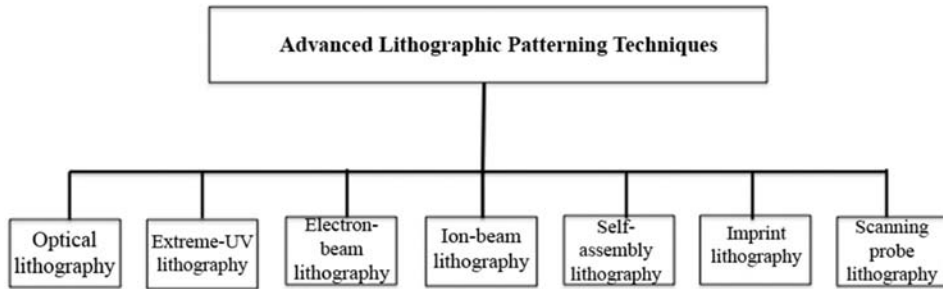 Advanced Lithographic Patterning Techniques
Optical
lithography
Extreme-UV
lithography
Electron-
beam
lithography
Ion-beam
lithography
Self-
assembly
lithography
Imprint
lithography
Scanning
probe
lithography